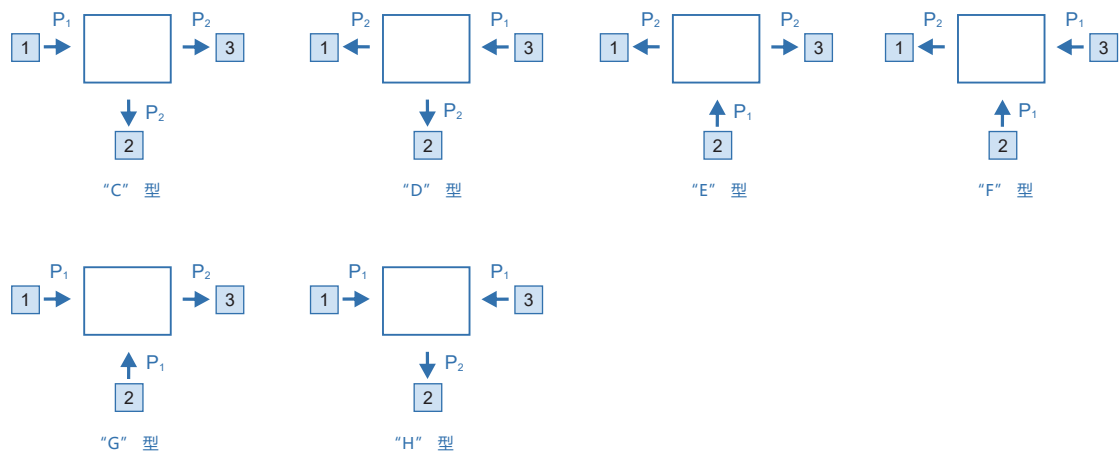 P₁ P₂ P₂ P₁ P₂ P₂ P₂ P₁
1 3 1 3 1 3 1 3
P₂ P₂ P₁ P₁
2 2 2 2
“C” 型 “D” 型 “E” 型 “F” 型
P₁ P₂ P₁ P₁
1 3 1 3
P₁ P₂
2 2
“G” 型 “H” 型